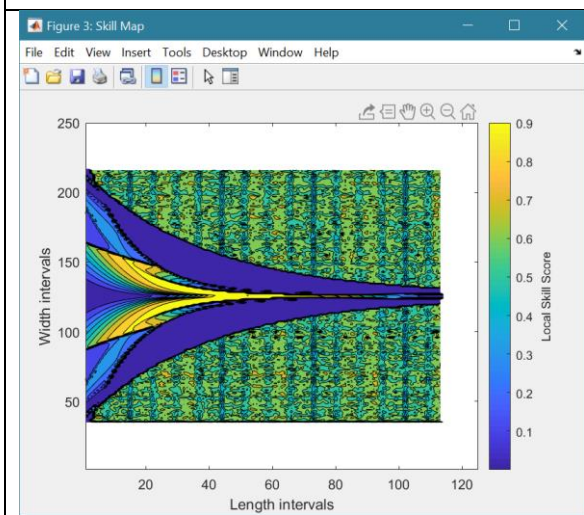 Figure 3: Skill Map
File Edit View Insert Tools Desktop Window Help
250
200
150
100
50
Width intervals
20 40 60 80 100 120
Length intervals
0.9
0.8
0.7
0.6
0.5
0.4
0.3
0.2
0.1
Local Skill Score